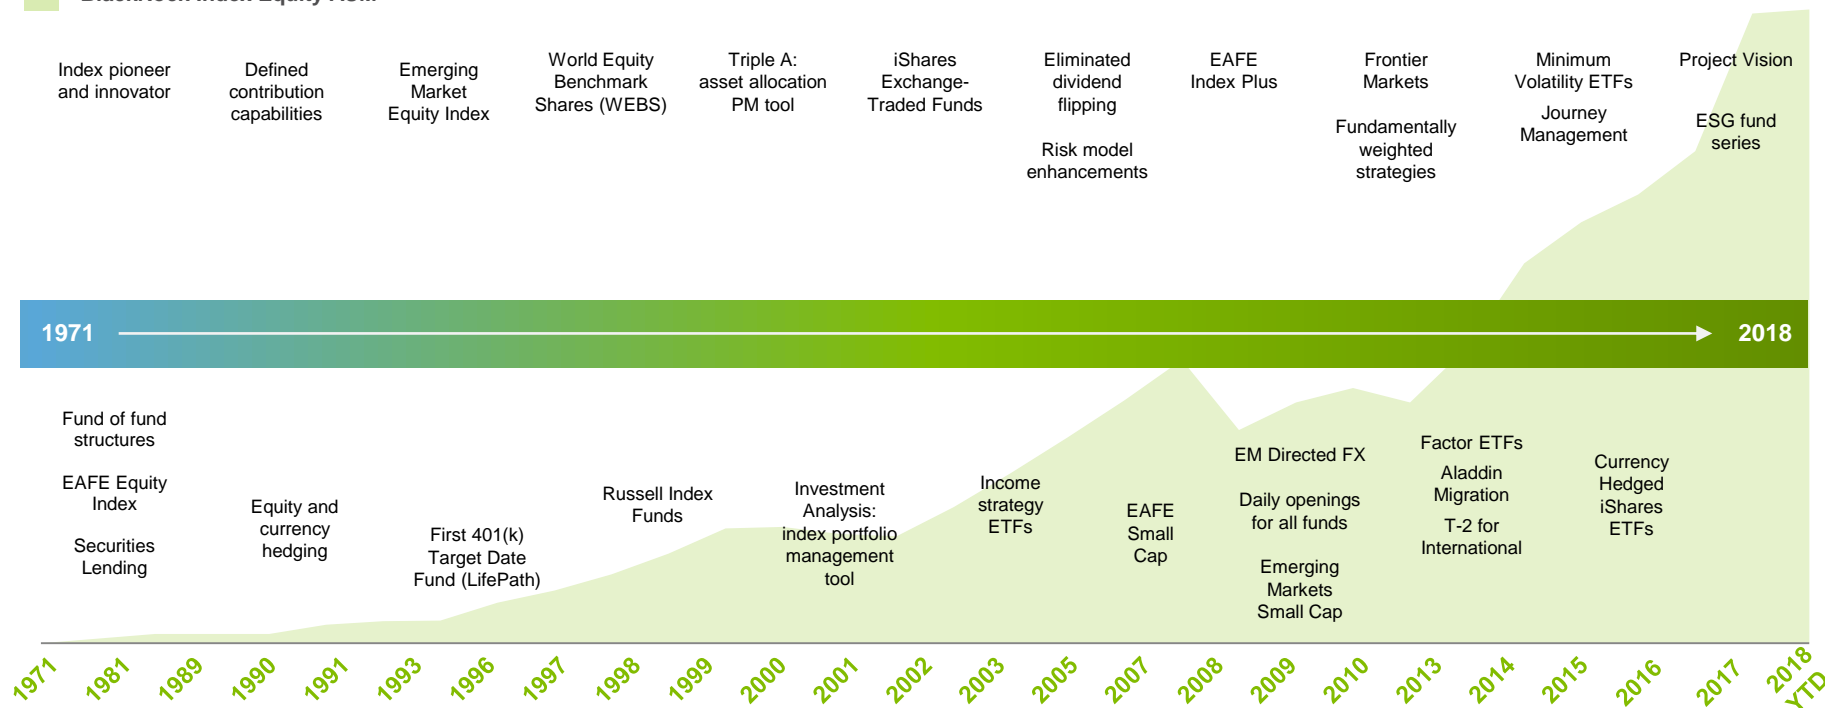 Index pioneer
and innovator
Defined
contribution
capabilities
Emerging
Market
Equity Index
World Equity
Benchmark
Shares (WEBS)
Triple A:
asset allocation
PM tool
iShares
Exchange-
Traded Funds
Eliminated
dividend
flipping
Risk model
enhancements
EAFE
Index Plus
Frontier
Markets
Fundamentally
weighted
strategies
Minimum
Volatility ETFs
Journey
Management
Project Vision
ESG fund
series
1971
2018
Fund of fund
structures
EAFE Equity
Index
Securities
Lending
Equity and
currency
hedging
First 401(k)
Target Date
Fund (LifePath)
Russell Index
Funds
Investment
Analysis:
index portfolio
management
tool
Income
strategy
ETFs
EAFE
Small
Cap
EM Directed FX
Daily openings
for all funds
Emerging
Markets
Small Cap
Factor ETFs
Aladdin
Migration
T-2 for
International
Currency
Hedged
iShares
ETFs
1971
1981
1989
1990
1991
1993
1996
1997
1998
1999
2000
2001
2002
2003
2005
2007
2008
2009
2010
2013
2014
2015
2016
2017
2018
YTD